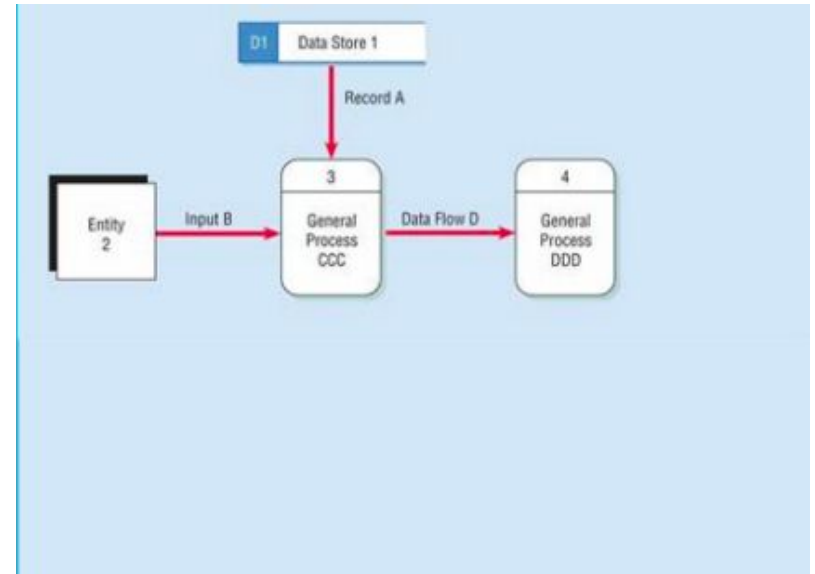 D1 Data Store 1
Record A
3
4
Entity
2
Input B
General
Process
CCC
Data Flow D
General
Process
DDD